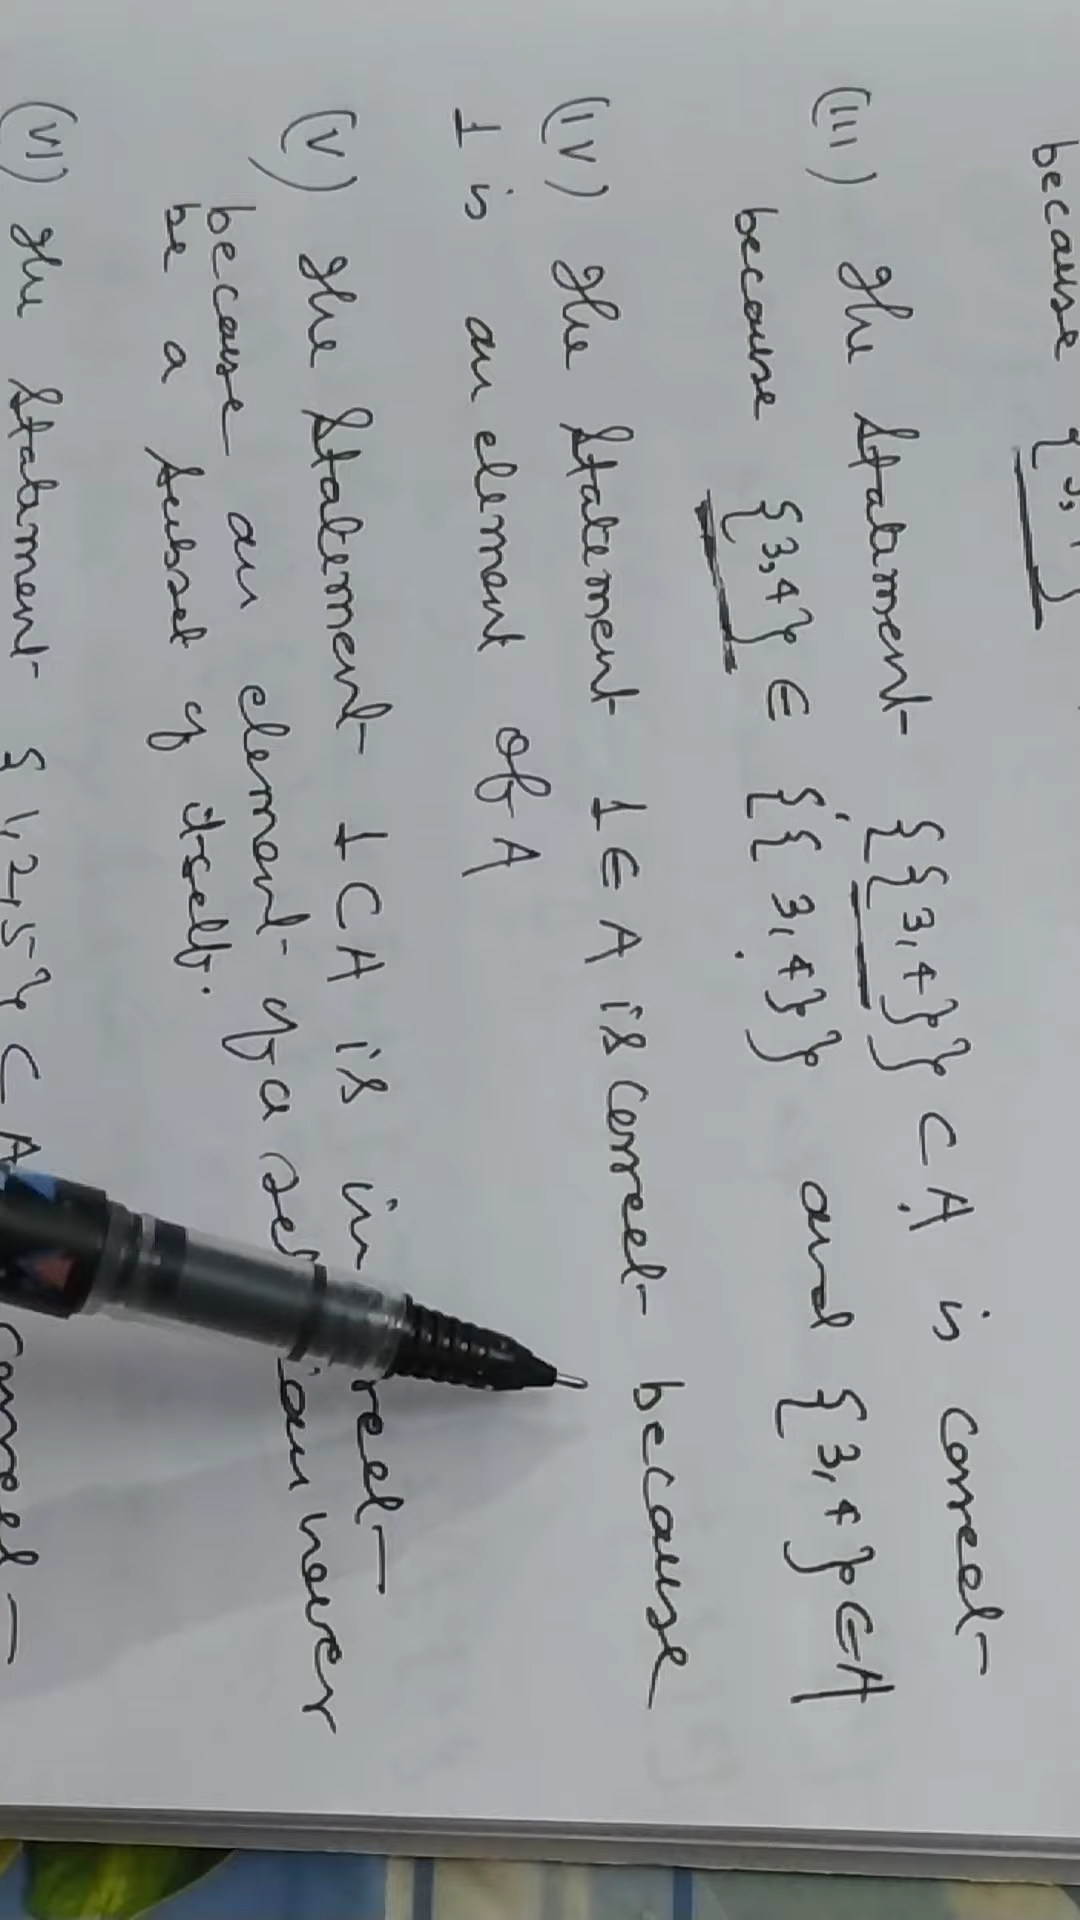 because {3,
(III) The Statement {{3,4}} ⊂ A is correct
because {3,4} ∈ {{3,4}} and {3,4} ∈ A
(IV) The Statement 1 ∈ A is correct because
1 is an element of A
(V) The Statement 1 ⊂ A is
because an element of a set can never
be a subset of itself.
(VI) The Statement {1,2,5} ⊂ A correct